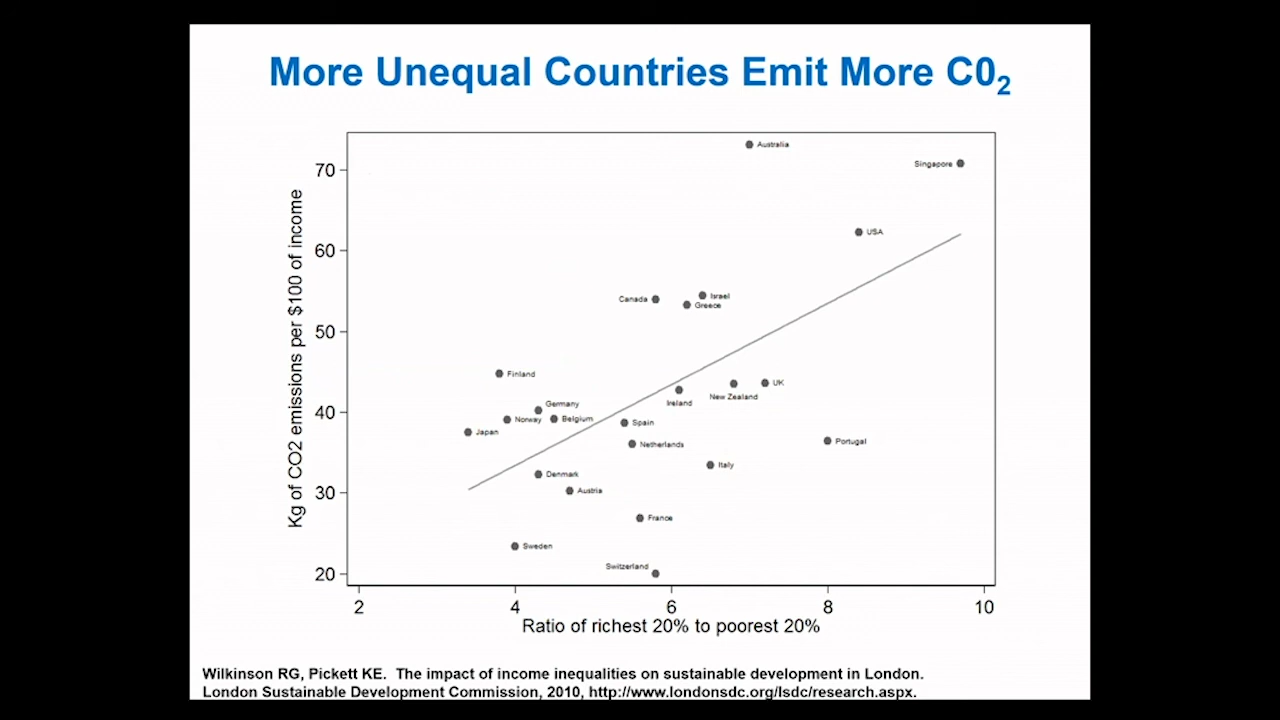 More Unequal Countries Emit More C0₂
Kg of CO2 emissions per $100 of income
70
60
50
40
30
20
Australia
Singapore
USA
Canada
Israel
Greece
Finland
Germany
Norway
Belgium
Japan
Ireland
New Zealand
UK
Spain
Netherlands
Portugal
Italy
Denmark
Austria
France
Sweden
Switzerland
2 4 6 8 10
Ratio of richest 20% to poorest 20%
Wilkinson RG, Pickett KE. The impact of income inequalities on sustainable development in London.
London Sustainable Development Commission, 2010, http://www.londonsdc.org/lsdc/research.aspx.